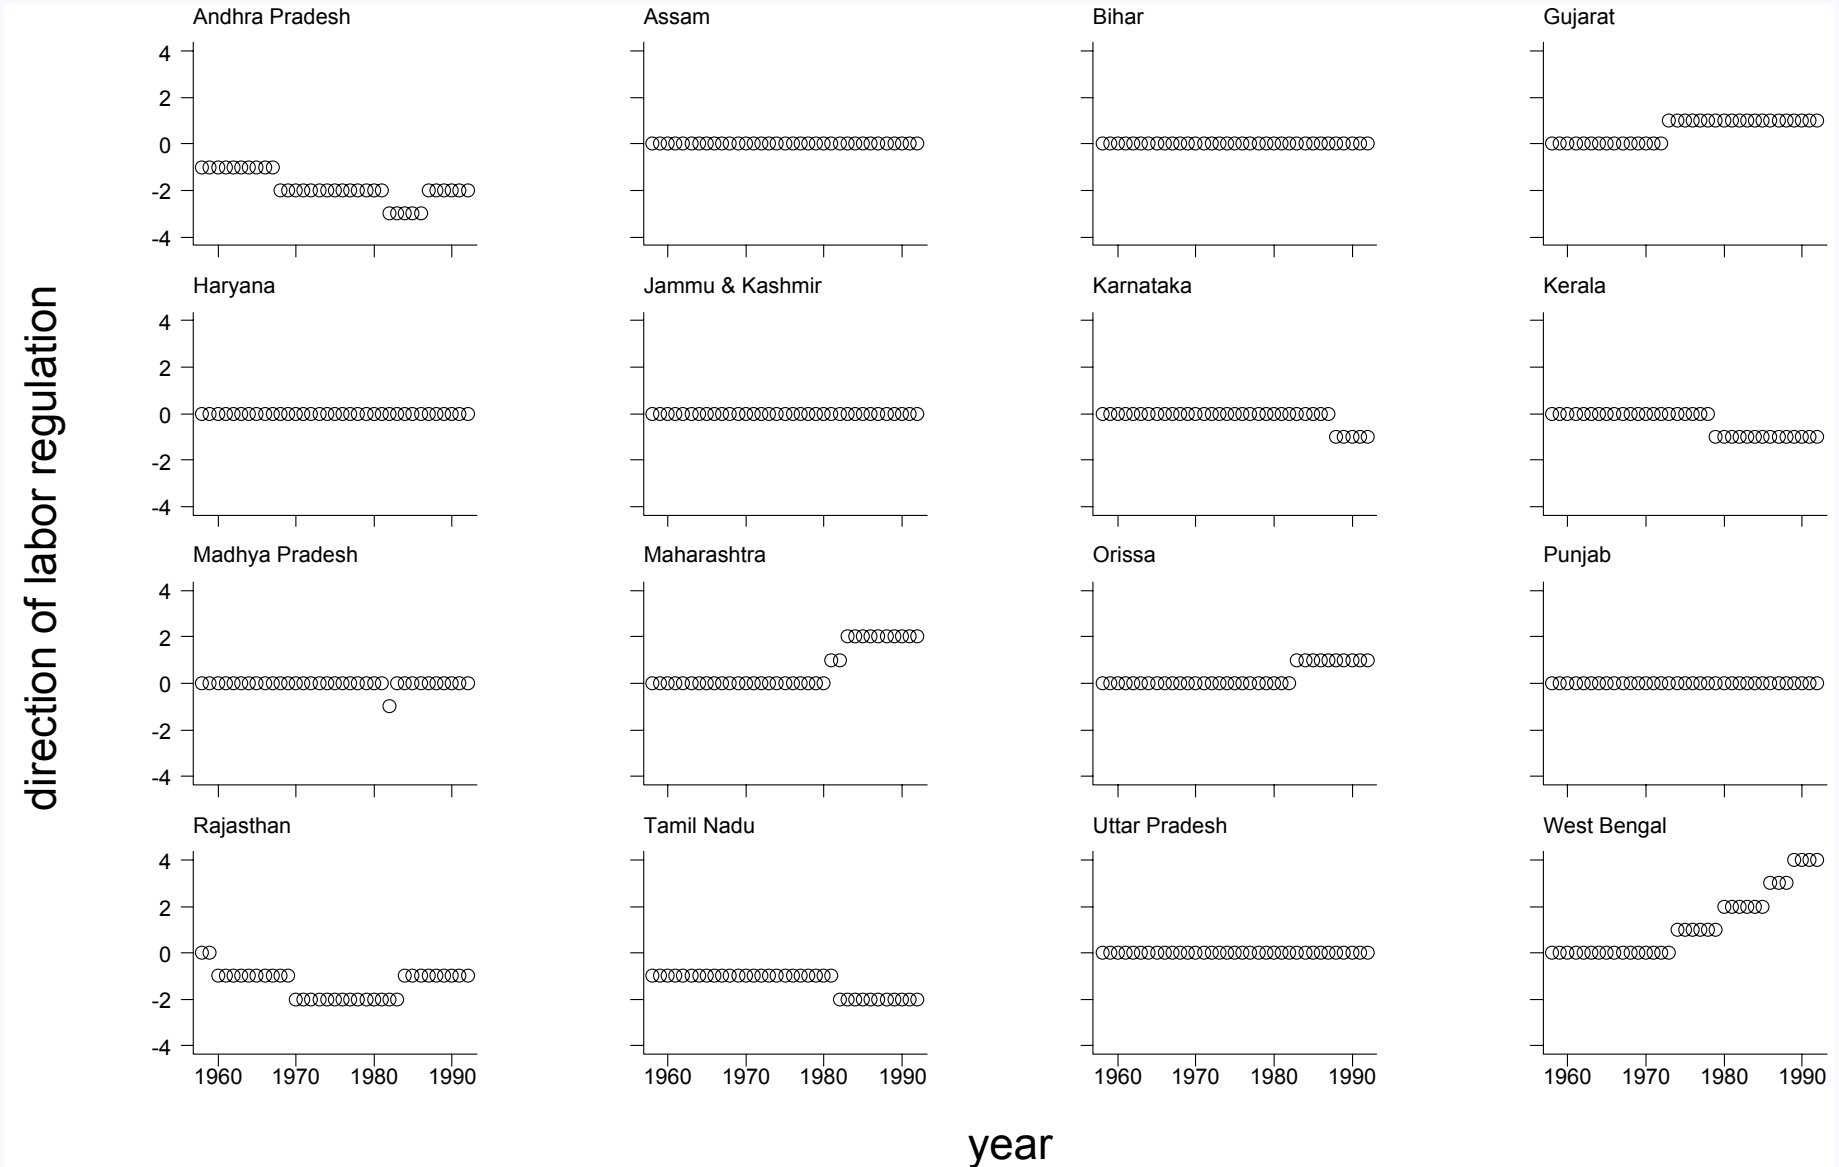 Andhra Pradesh
Assam
Bihar
Gujarat
4
2
0
-2
-4
Haryana
Jammu & Kashmir
Karnataka
Kerala
4
2
0
-2
-4
Madhya Pradesh
Maharashtra
Orissa
Punjab
4
2
0
-2
-4
Rajasthan
Tamil Nadu
Uttar Pradesh
West Bengal
4
2
0
-2
-4
1960 1970 1980 1990
1960 1970 1980 1990
1960 1970 1980 1990
1960 1970 1980 1990
direction of labor regulation
year